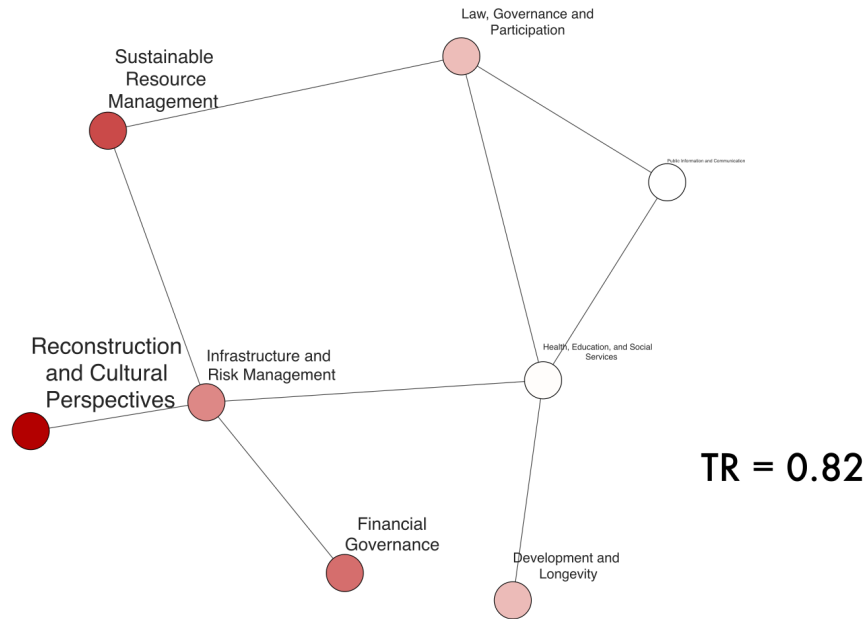 Law, Governance and
Participation
Sustainable
Resource
Management
Public Information and Communication
Reconstruction
and Cultural
Perspectives
Infrastructure and
Risk Management
Health, Education, and Social
Services
TR = 0.82
Financial
Governance
Development and
Longevity